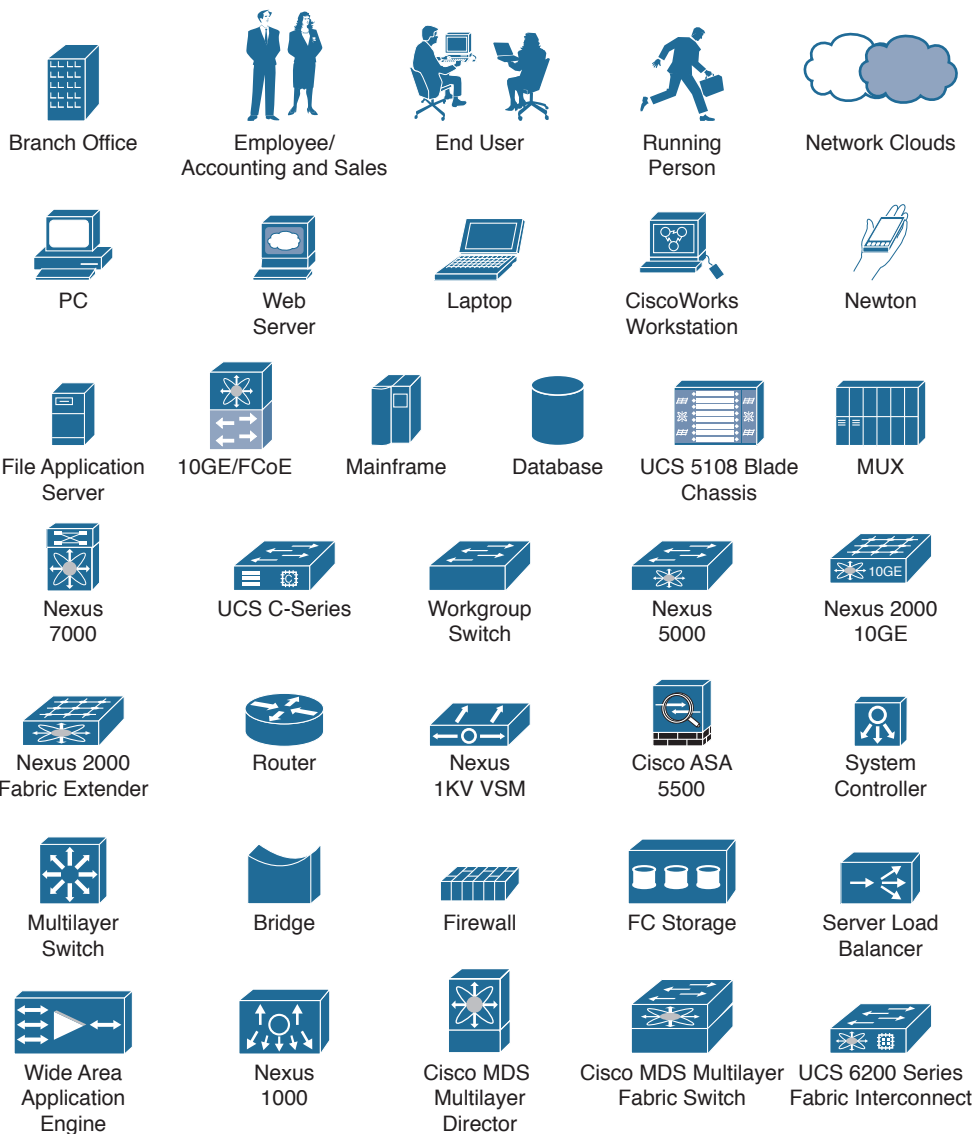 Branch Office
Employee/
Accounting and Sales
End User
Running
Person
Network Clouds
PC
Web
Server
Laptop
CiscoWorks
Workstation
Newton
File Application
Server
10GE/FCoE
Mainframe
Database
UCS 5108 Blade
Chassis
MUX
Nexus
7000
C
UCS C-Series
Workgroup
Switch
Nexus
5000
10GE
Nexus 2000
10GE
Nexus 2000
Fabric Extender
Router
Nexus
1KV VSM
Cisco ASA
5500
System
Controller
Multilayer
Switch
Bridge
Firewall
FC Storage
Server Load
Balancer
Wide Area
Application
Engine
Nexus
1000
Cisco MDS
Multilayer
Director
Cisco MDS Multilayer
Fabric Switch
UCS 6200 Series
Fabric Interconnect